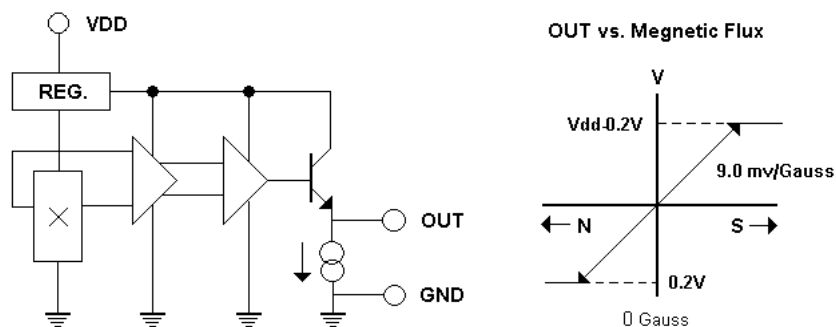 VDD
REG.
OUT
GND
OUT vs. Megnetic Flux
V
Vdd-0.2V
9.0 mv/Gauss
N
S
0.2V
0 Gauss